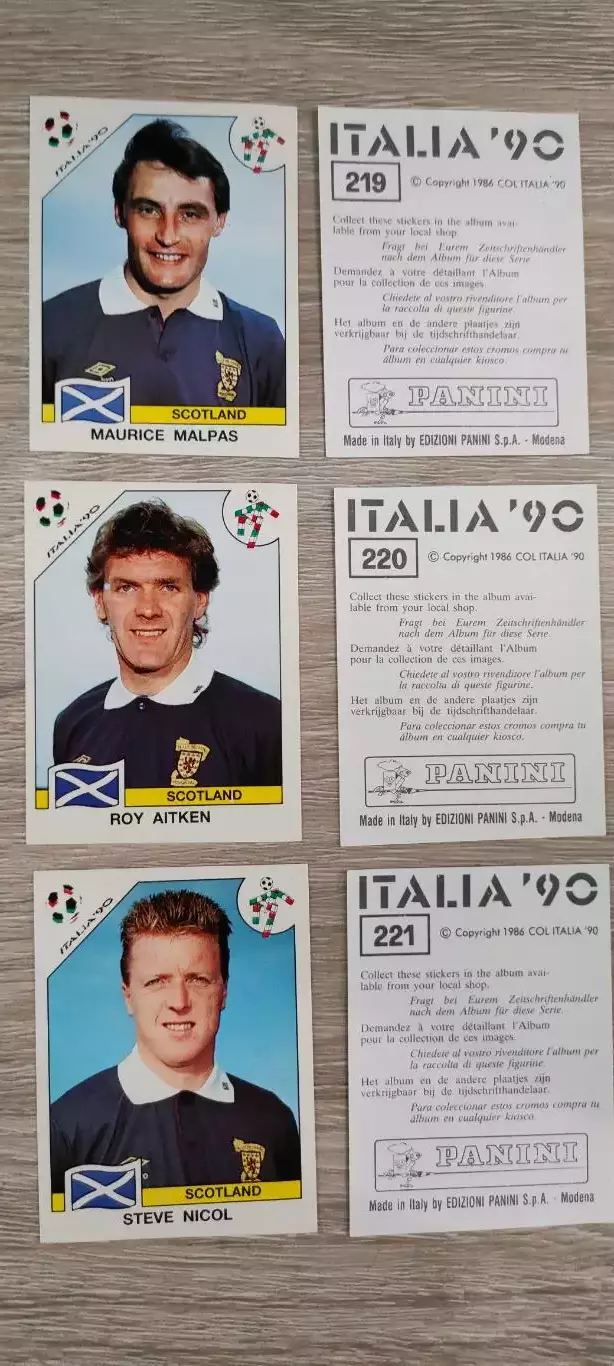 ITALIA'90
SCOTLAND
MAURICE MALPAS
ITALIA '90
219 © Copyright 1986 COL ITALIA '90
Collect these stickers in the album avai-
lable from your local shop.
Fragt bei Eurem Zeitschriftenhändler
nach dem Album für diese Serie.
Demandez à votre détaillant l'Album
pour la collection de ces images.
Chiedete al vostro rivenditore l'album per
la raccolta di queste figurine.
Het album en de andere plaatjes zijn
verkrijgbaar bij de tijdschrifthandelaar.
Para coleccionar estos cromos compra tu
álbum en cualquier kiosco.
PANINI
Made in Italy by EDIZIONI PANINI S.p.A. - Modena
ITALIA'90
SCOTLAND
ROY AITKEN
ITALIA '90
220 © Copyright 1986 COL ITALIA '90
Collect these stickers in the album avai-
lable from your local shop.
Fragt bei Eurem Zeitschriftenhändler
nach dem Album für diese Serie.
Demandez à votre détaillant l'Album
pour la collection de ces images.
Chiedete al vostro rivenditore l'album per
la raccolta di queste figurine.
Het album en de andere plaatjes zijn
verkrijgbaar bij de tijdschrifthandelaar.
Para coleccionar estos cromos compra tu
álbum en cualquier kiosco.
PANINI
Made in Italy by EDIZIONI PANINI S.p.A. - Modena
ITALIA'90
SCOTLAND
STEVE NICOL
ITALIA '90
221 © Copyright 1986 COL ITALIA '90
Collect these stickers in the album avai-
lable from your local shop.
Fragt bei Eurem Zeitschriftenhändler
nach dem Album für diese Serie.
Demandez à votre détaillant l'Album
pour la collection de ces images.
Chiedete al vostro rivenditore l'album per
la raccolta di queste figurine.
Het album en de andere plaatjes zijn
verkrijgbaar bij de tijdschrifthandelaar.
Para coleccionar estos cromos compra tu
álbum en cualquier kiosco.
PANINI
Made in Italy by EDIZIONI PANINI S.p.A. - Modena